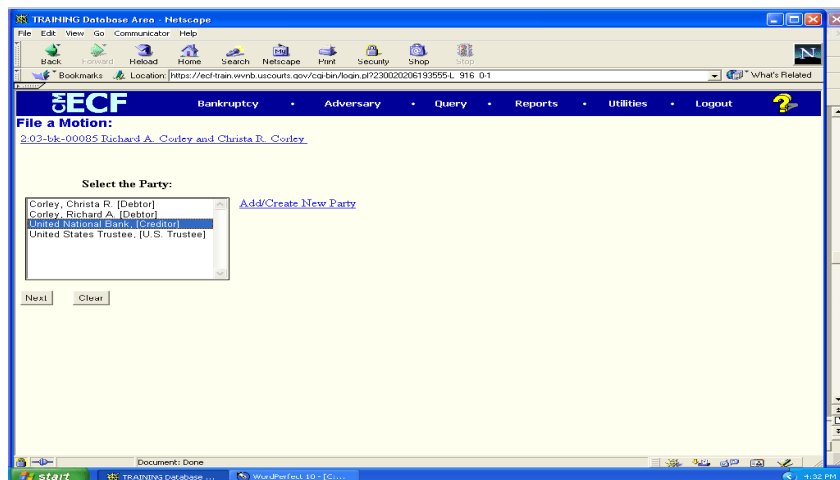 TRAINING Database Area - Netscape
File Edit View Go Communicator Help
Back Forward Reload Home Search Netscape Print Security Shop Stop
Bookmarks Location: https://ecf-train.wvnb.uscourts.gov/cgi-bin/login.pl?230020206193555-L_916_0-1 What's Related
CM ECF Bankruptcy • Adversary • Query • Reports • Utilities • Logout ?
File a Motion:
2:03-bk-00085 Richard A. Corley and Christa R. Corley
Select the Party:
Corley, Christa R. [Debtor] Add/Create New Party
Corley, Richard A. [Debtor]
United National Bank, [Creditor]
United States Trustee, [U.S. Trustee]
Next Clear
Document: Done
start TRAINING Database ... WordPerfect 10 - [C:... 4:32 PM